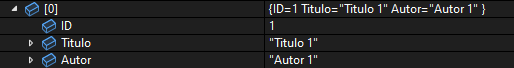 [0] {ID=1 Titulo="Titulo 1" Autor="Autor 1" }
ID 1
Titulo "Titulo 1"
Autor "Autor 1"